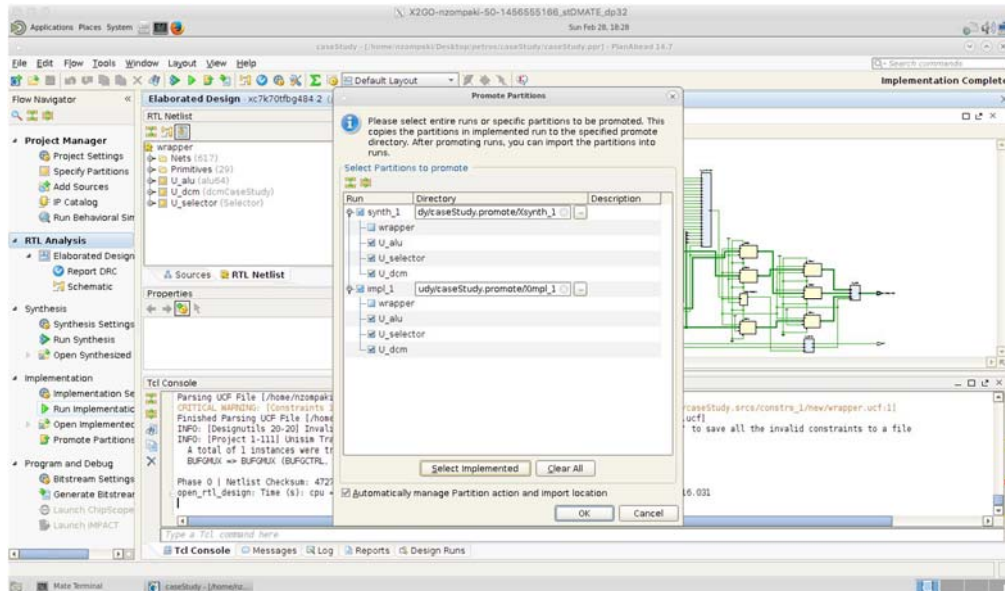 X2GO-nzompaki-50-1456555166_stDMATE_dp32
Applications Places System
Sun Feb 28, 18:28
caseStudy - [/home/nzompaki/Desktop/petros/caseStudy/caseStudy.ppr] - PlanAhead 14.7
File Edit Flow Tools Window Layout View Help
Search commands
Default Layout
Implementation Complete
Flow Navigator
Project Manager
Project Settings
Specify Partitions
Add Sources
IP Catalog
Run Behavioral Sim
RTL Analysis
Elaborated Design
Report DRC
Schematic
Synthesis
Synthesis Settings
Run Synthesis
Open Synthesized
Implementation
Implementation Se
Run Implementatic
Open Implemented
Promote Partitions
Program and Debug
Bitstream Settings
Generate Bitstrear
Launch ChipScope
Launch iMPACT
Elaborated Design - xc7k70tfbg484-2
RTL Netlist
wrapper
Nets (617)
Primitives (29)
U_alu (alu64)
U_dcm (dcmCaseStudy)
U_selector (Selector)
Sources RTL Netlist
Properties
Promote Partitions
Please select entire runs or specific partitions to be promoted. This
copies the partitions in implemented run to the specified promote
directory. After promoting runs, you can import the partitions into
runs.
Select Partitions to promote
Run Directory Description
synth_1 dy/caseStudy.promote/Xsynth_1
wrapper
U_alu
U_selector
U_dcm
impl_1 udy/caseStudy.promote/Ximpl_1
wrapper
U_alu
U_selector
U_dcm
Select Implemented Clear All
Automatically manage Partition action and import location
OK Cancel
Tcl Console
Parsing UCF File [/home/nzompaki
CRITICAL WARNING: [Constraints 1 caseStudy.srcs/constrs_1/new/wrapper.ucf:1]
Finished Parsing UCF File [/home .ucf]
INFO: [Designutils 20-20] Invali ' to save all the invalid constraints to a file
INFO: [Project 1-111] Unisim Tra
A total of 1 instances were tr
BUFGMUX => BUFGMUX (BUFGCTRL,
Phase 0 | Netlist Checksum: 472
open_rtl_design: Time (s): cpu = 16.031
Type a Tcl command here
Tcl Console Messages Log Reports Design Runs
Mate Terminal caseStudy - [/home/nz...